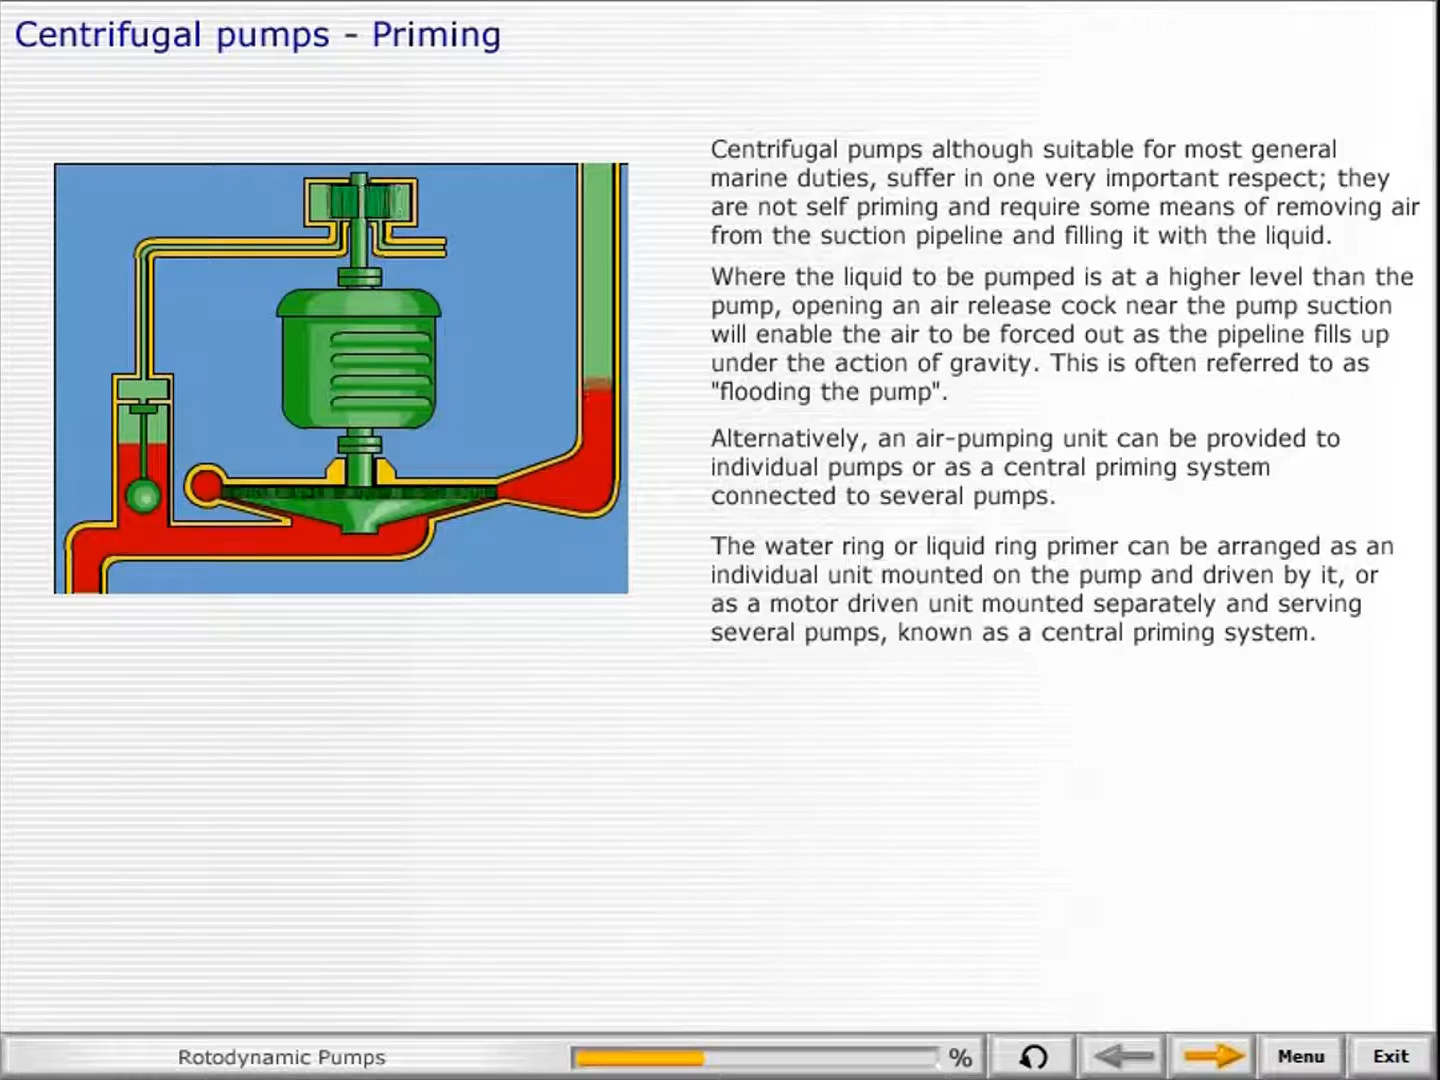 Centrifugal pumps - Priming
Centrifugal pumps although suitable for most general
marine duties, suffer in one very important respect; they
are not self priming and require some means of removing air
from the suction pipeline and filling it with the liquid.
Where the liquid to be pumped is at a higher level than the
pump, opening an air release cock near the pump suction
will enable the air to be forced out as the pipeline fills up
under the action of gravity. This is often referred to as
"flooding the pump".
Alternatively, an air-pumping unit can be provided to
individual pumps or as a central priming system
connected to several pumps.
The water ring or liquid ring primer can be arranged as an
individual unit mounted on the pump and driven by it, or
as a motor driven unit mounted separately and serving
several pumps, known as a central priming system.
Rotodynamic Pumps
%
Menu
Exit